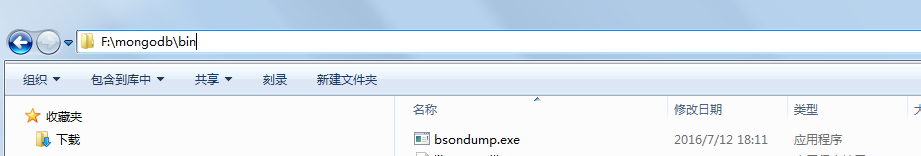 F:\mongodb\bin
组织 包含到库中 共享 刻录 新建文件夹
收藏夹
下载
名称 修改日期 类型
bsondump.exe 2016/7/12 18:11 应用程序